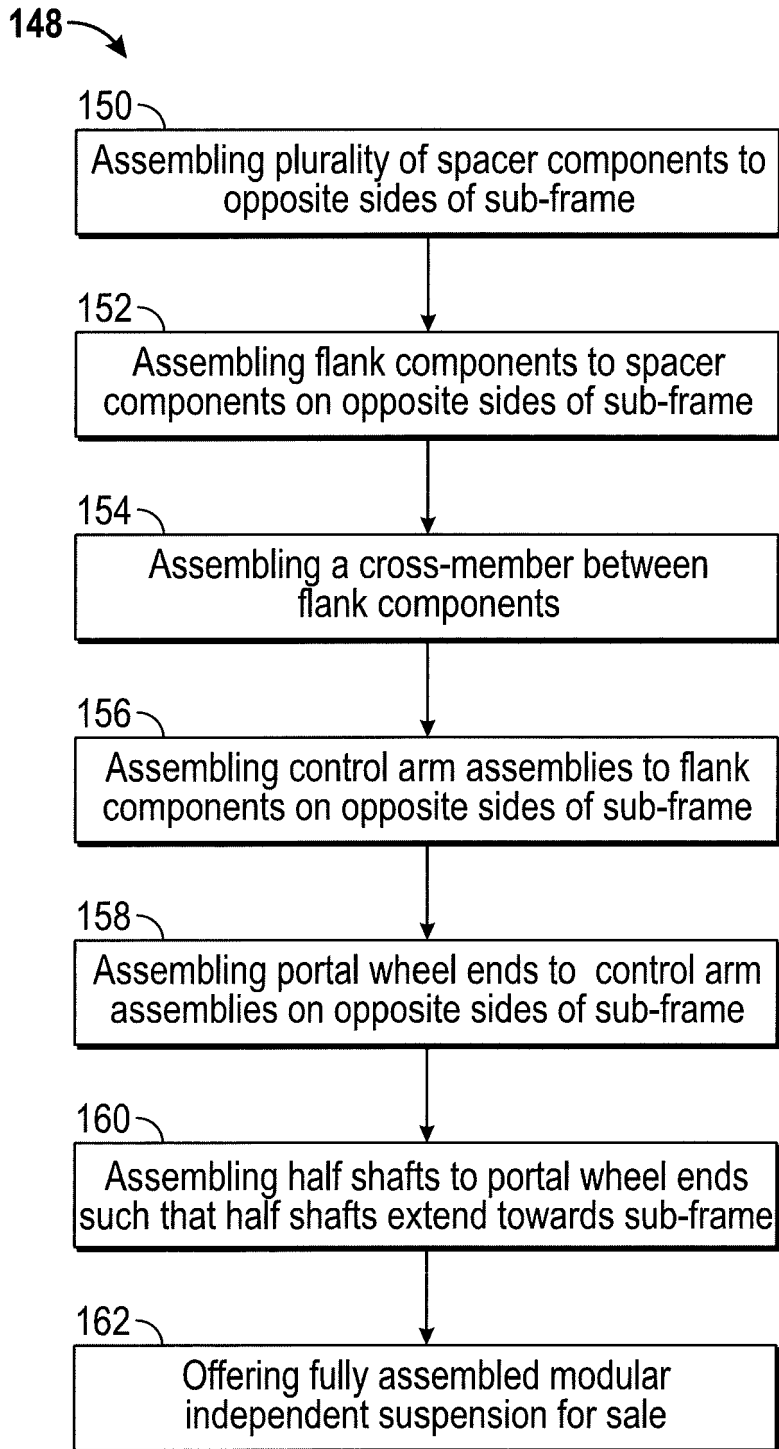 148
150
Assembling plurality of spacer components to
opposite sides of sub-frame
152
Assembling flank components to spacer
components on opposite sides of sub-frame
154
Assembling a cross-member between
flank components
156
Assembling control arm assemblies to flank
components on opposite sides of sub-frame
158
Assembling portal wheel ends to control arm
assemblies on opposite sides of sub-frame
160
Assembling half shafts to portal wheel ends
such that half shafts extend towards sub-frame
162
Offering fully assembled modular
independent suspension for sale